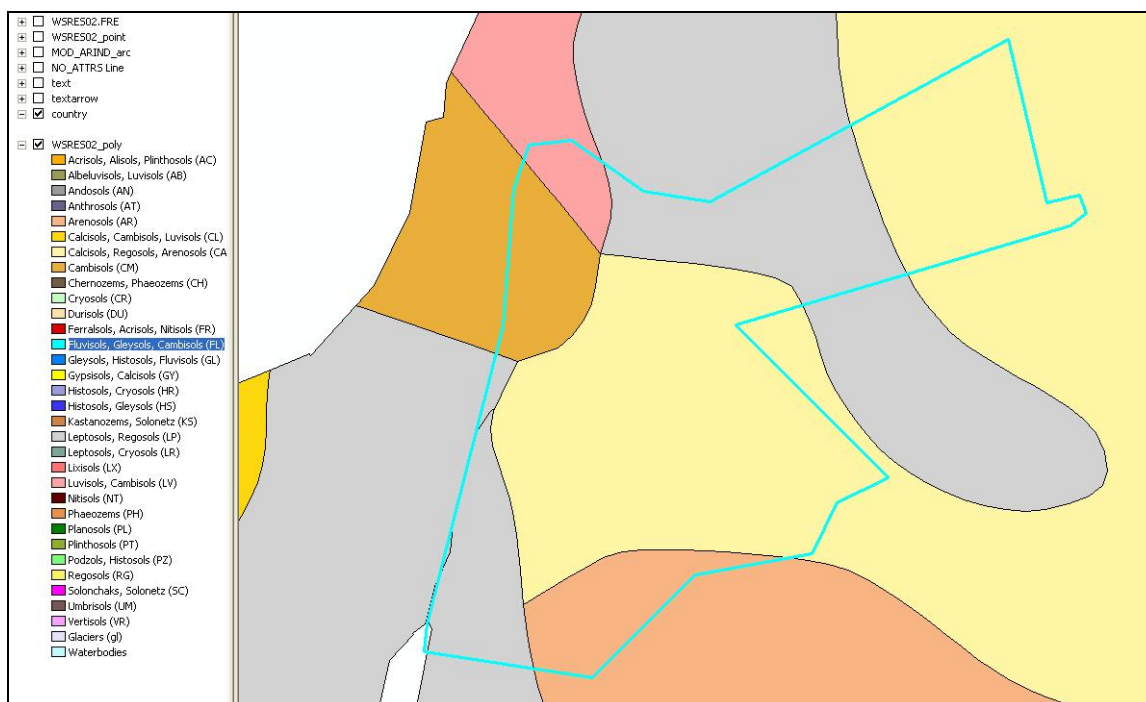 WSRES02.FRE
WSRES02_point
MOD_ARIND_arc
NO_ATTRS Line
text
textarrow
country
WSRES02_poly
Acrisols, Alisols, Plinthosols (AC)
Albeluvisols, Luvisols (AB)
Andosols (AN)
Anthrosols (AT)
Arenosols (AR)
Calcisols, Cambisols, Luvisols (CL)
Calcisols, Regosols, Arenosols (CA
Cambisols (CM)
Chernozems, Phaeozems (CH)
Cryosols (CR)
Durisols (DU)
Ferralsols, Acrisols, Nitisols (FR)
Fluvisols, Gleysols, Cambisols (FL)
Gleysols, Histosols, Fluvisols (GL)
Gypsisols, Calcisols (GY)
Histosols, Cryosols (HR)
Histosols, Gleysols (HS)
Kastanozems, Solonetz (KS)
Leptosols, Regosols (LP)
Leptosols, Cryosols (LR)
Lixisols (LX)
Luvisols, Cambisols (LV)
Nitisols (NT)
Phaeozems (PH)
Planosols (PL)
Plinthosols (PT)
Podzols, Histosols (PZ)
Regosols (RG)
Solonchaks, Solonetz (SC)
Umbrisols (UM)
Vertisols (VR)
Glaciers (gl)
Waterbodies